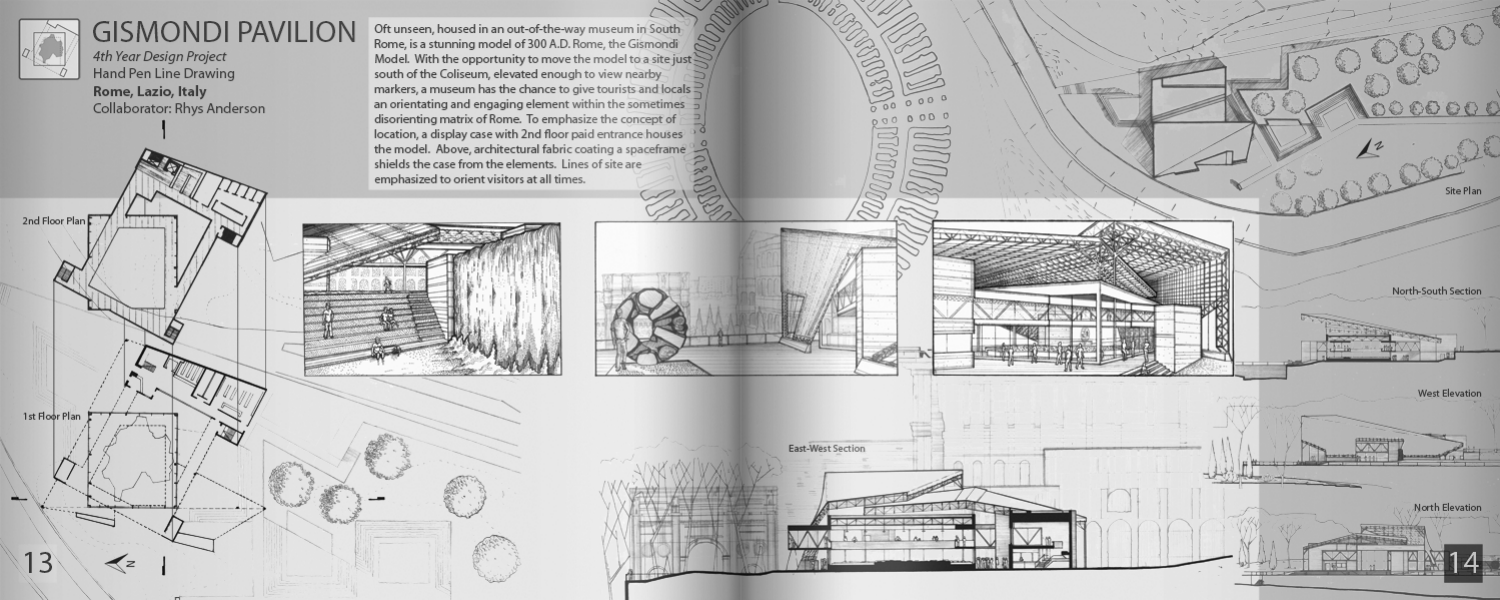 GISMONDI PAVILION
4th Year Design Project
Hand Pen Line Drawing
Rome, Lazio, Italy
Collaborator: Rhys Anderson
Oft unseen, housed in an out-of-the-way museum in South
Rome, is a stunning model of 300 A.D. Rome, the Gismondi
Model.  With the opportunity to move the model to a site just
south of the Coliseum, elevated enough to view nearby
markers, a museum has the chance to give tourists and locals
an orientating and engaging element within the sometimes
disorienting matrix of Rome.  To emphasize the concept of
location, a display case with 2nd floor paid entrance houses
the model.  Above, architectural fabric coating a spaceframe
shields the case from the elements.  Lines of site are
emphasized to orient visitors at all times.
N
Site Plan
2nd Floor Plan
North-South Section
West Elevation
1st Floor Plan
East-West Section
North Elevation
13
N
14